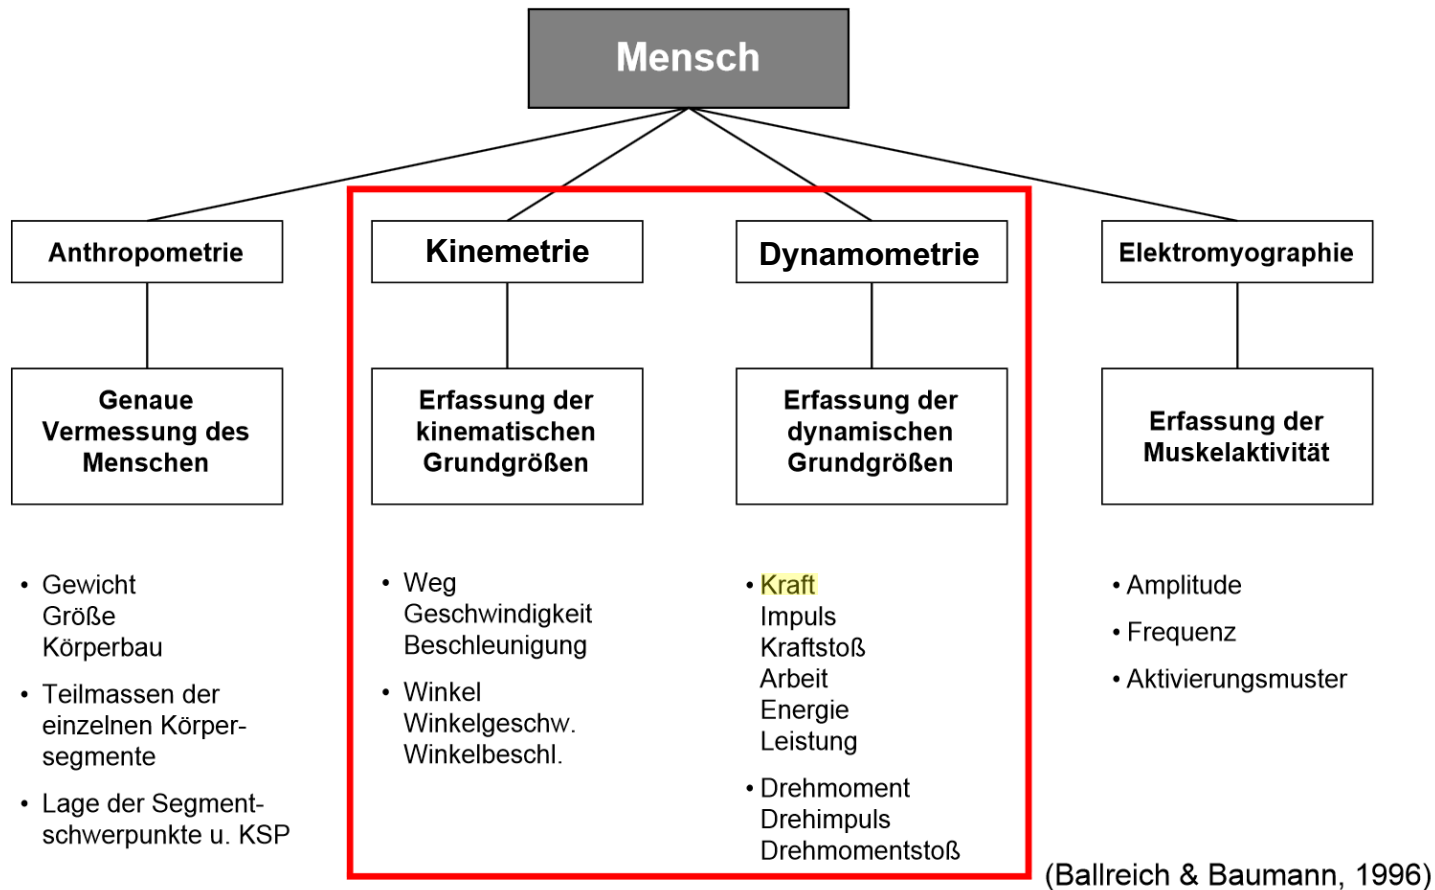 Mensch
Anthropometrie
Genaue
Vermessung des
Menschen
• Gewicht
Größe
Körperbau
• Teilmassen der
einzelnen Körper-
segmente
• Lage der Segment-
schwerpunkte u. KSP
Kinemetrie
Erfassung der
kinematischen
Grundgrößen
• Weg
Geschwindigkeit
Beschleunigung
• Winkel
Winkelgeschw.
Winkelbeschl.
Dynamometrie
Erfassung der
dynamischen
Grundgrößen
• Kraft
Impuls
Kraftstoß
Arbeit
Energie
Leistung
• Drehmoment
Drehimpuls
Drehmomentstoß
Elektromyographie
Erfassung der
Muskelaktivität
• Amplitude
• Frequenz
• Aktivierungsmuster
(Ballreich & Baumann, 1996)